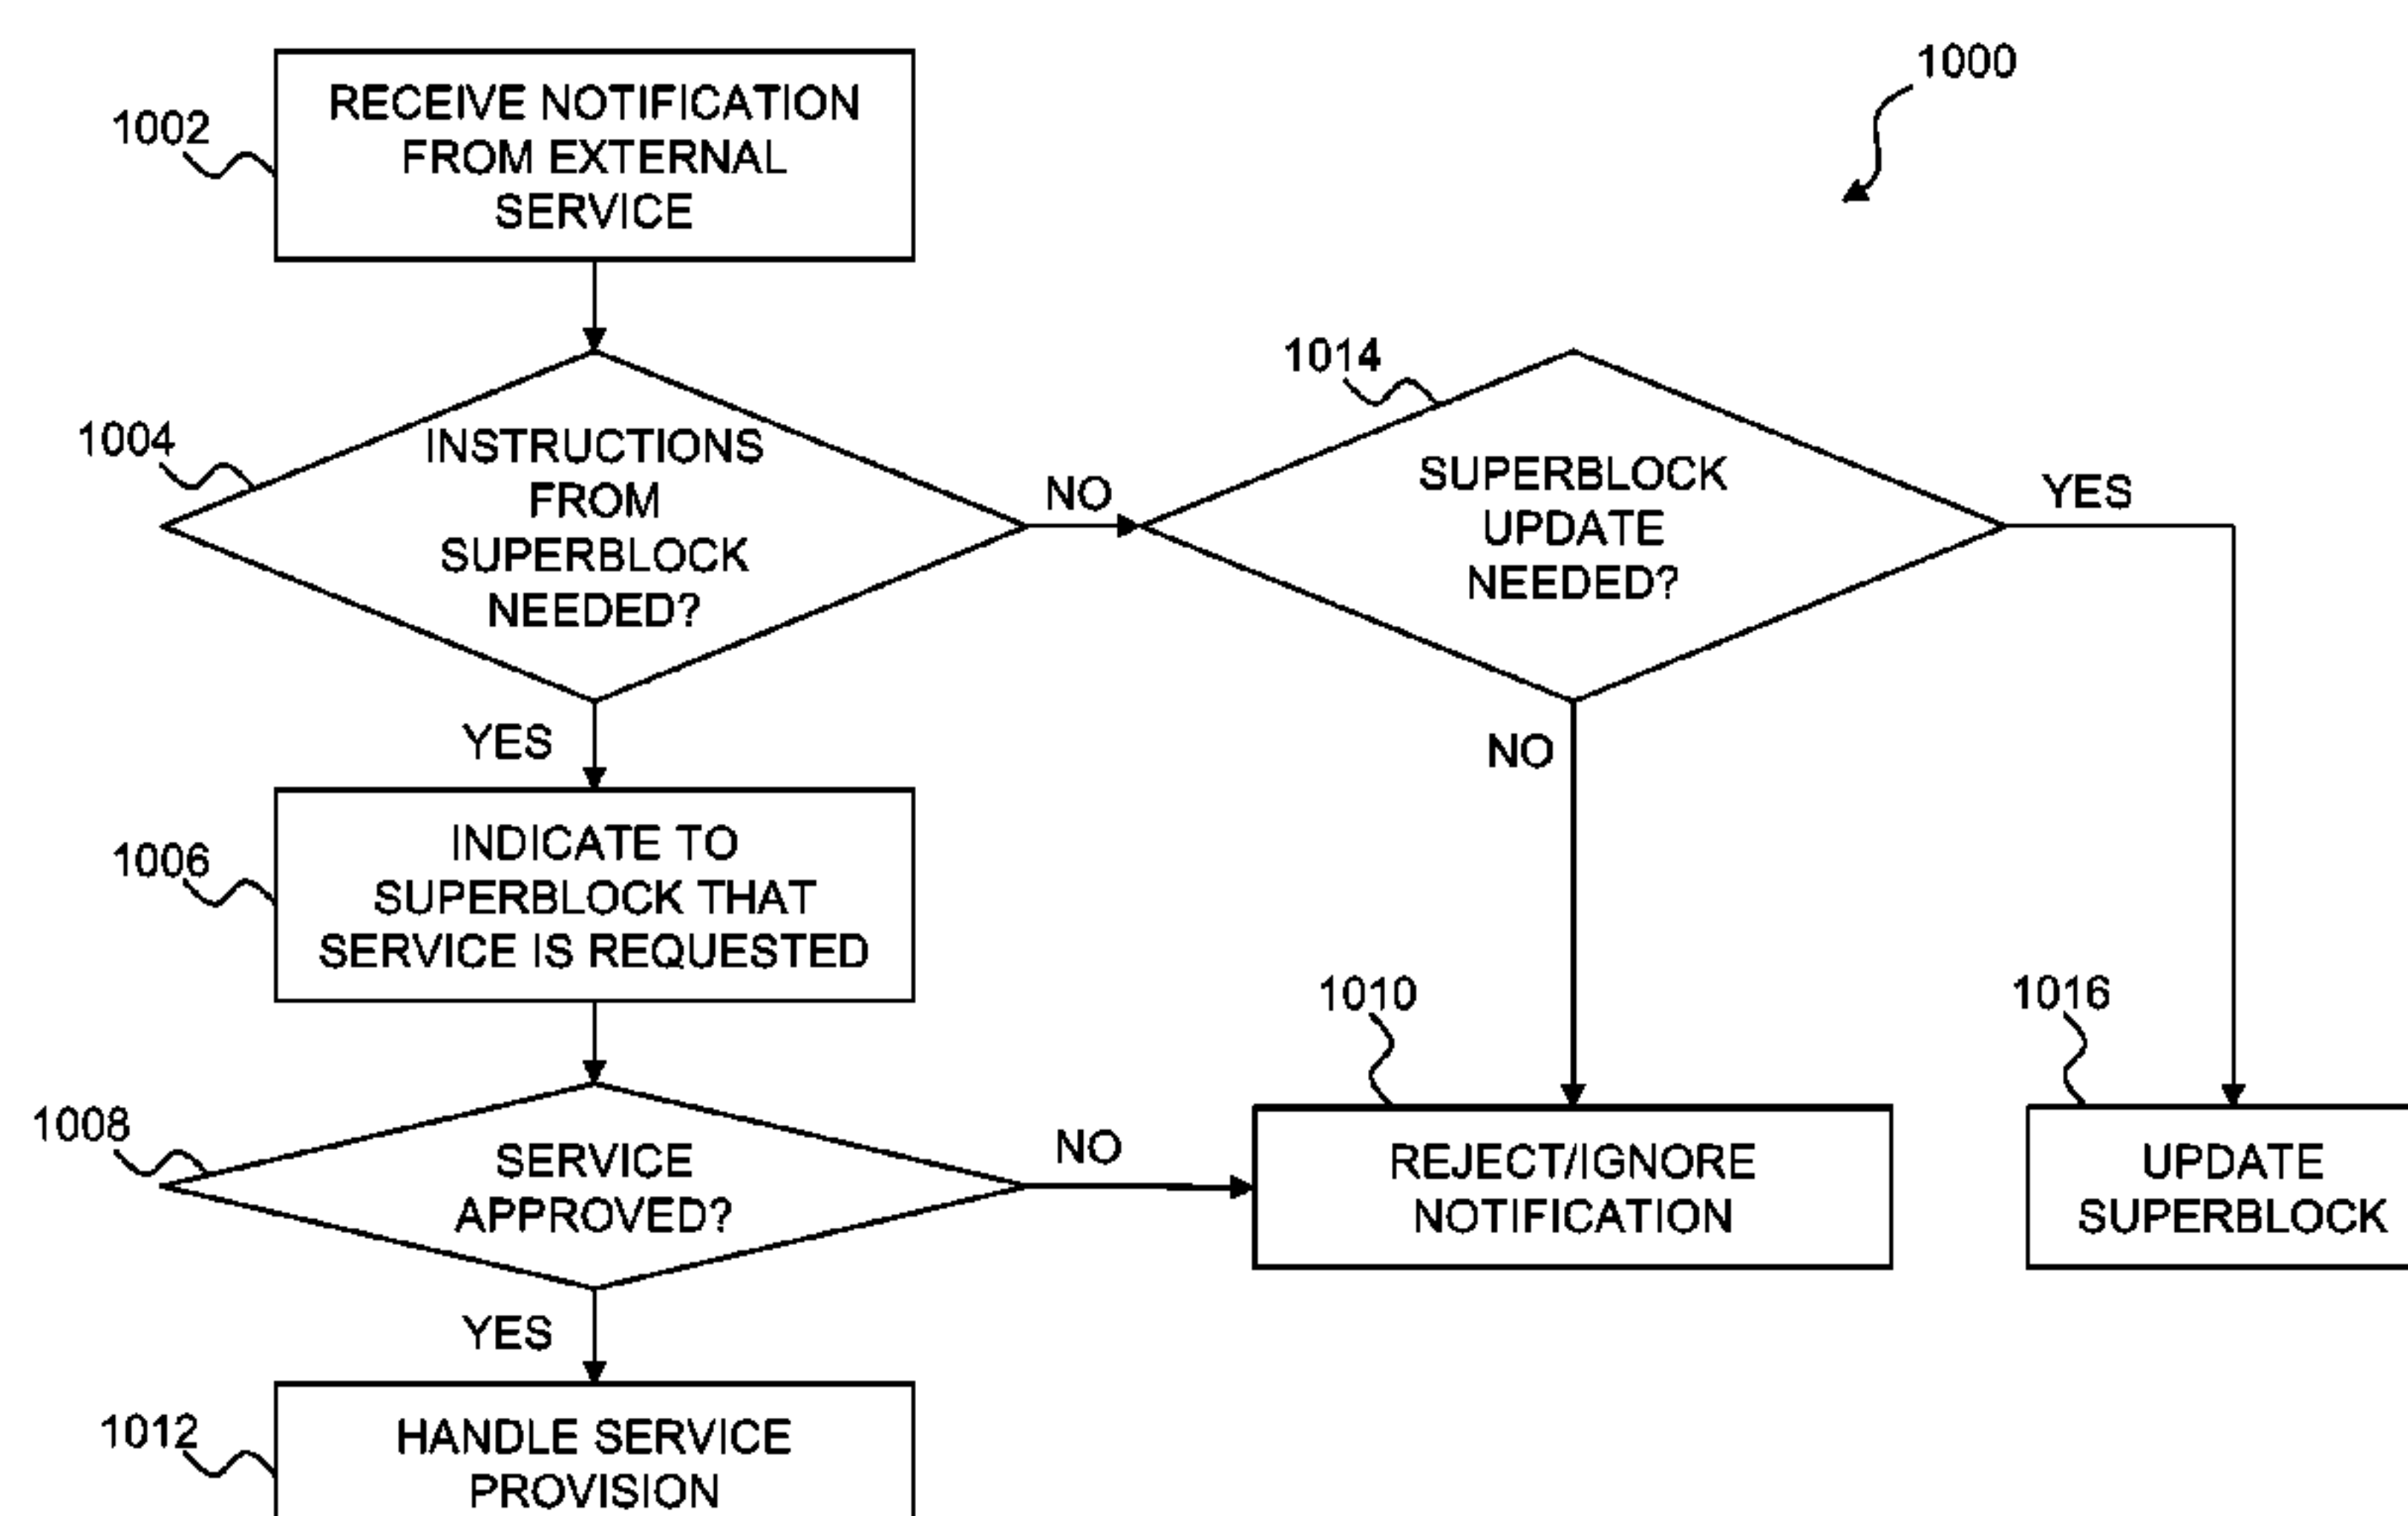 1000
1002
RECEIVE NOTIFICATION
FROM EXTERNAL
SERVICE
1004
INSTRUCTIONS
FROM
SUPERBLOCK
NEEDED?
NO
1014
SUPERBLOCK
UPDATE
NEEDED?
YES
YES
NO
1006
INDICATE TO
SUPERBLOCK THAT
SERVICE IS REQUESTED
1008
SERVICE
APPROVED?
NO
1010
REJECT/IGNORE
NOTIFICATION
1016
UPDATE
SUPERBLOCK
YES
1012
HANDLE SERVICE
PROVISION